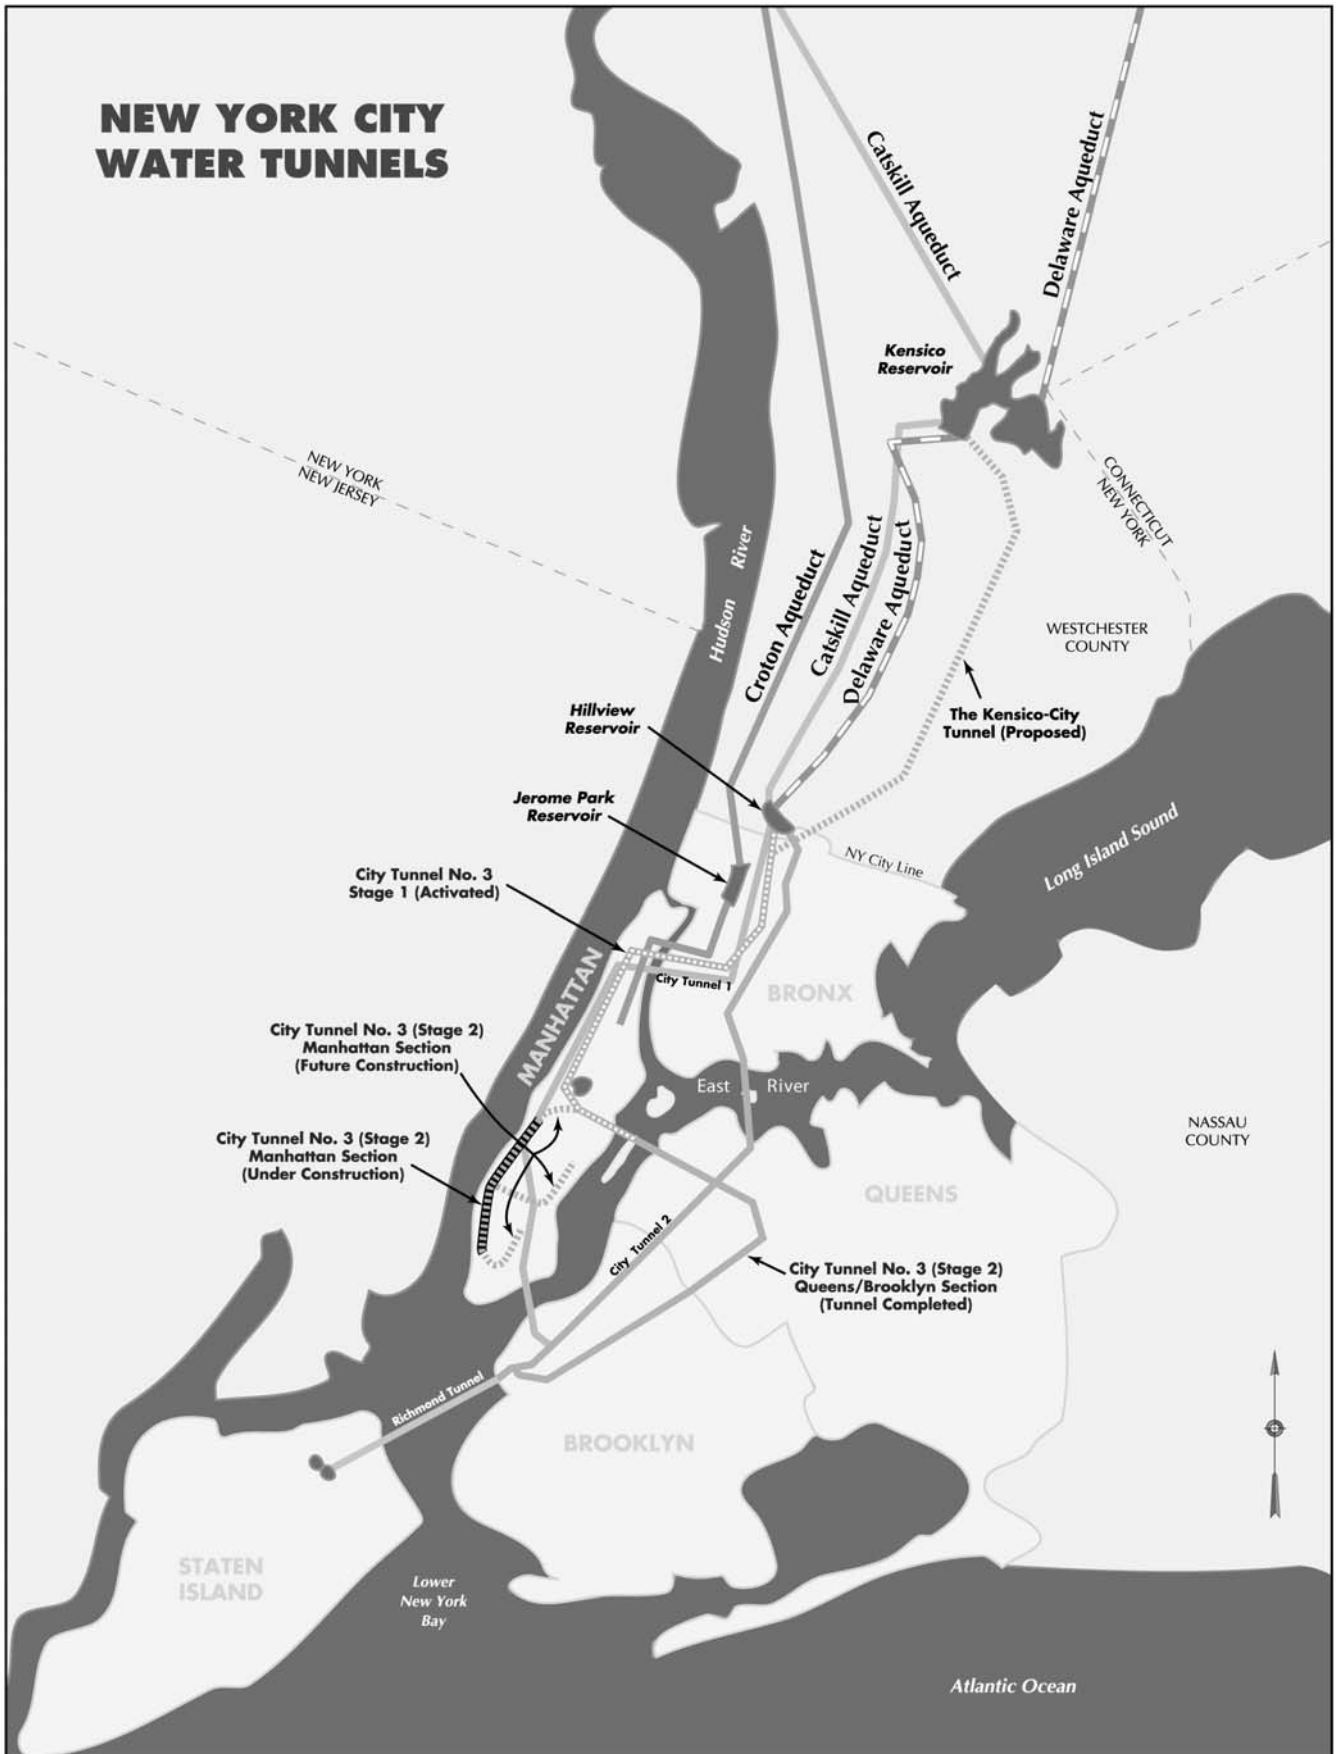 NEW YORK CITY
WATER TUNNELS
Catskill Aqueduct
Delaware Aqueduct
Kensico
Reservoir
NEW YORK
NEW JERSEY
CONNECTICUT
NEW YORK
Hudson River
Croton Aqueduct
Catskill Aqueduct
Delaware Aqueduct
WESTCHESTER
COUNTY
The Kensico-City
Tunnel (Proposed)
Hillview
Reservoir
Jerome Park
Reservoir
Long Island Sound
NY City Line
City Tunnel No. 3
Stage 1 (Activated)
MANHATTAN
City Tunnel 1
BRONX
City Tunnel No. 3 (Stage 2)
Manhattan Section
(Future Construction)
East River
City Tunnel No. 3 (Stage 2)
Manhattan Section
(Under Construction)
NASSAU
COUNTY
QUEENS
City Tunnel 2
City Tunnel No. 3 (Stage 2)
Queens/Brooklyn Section
(Tunnel Completed)
Richmond Tunnel
BROOKLYN
STATEN
ISLAND
Lower
New York
Bay
Atlantic Ocean